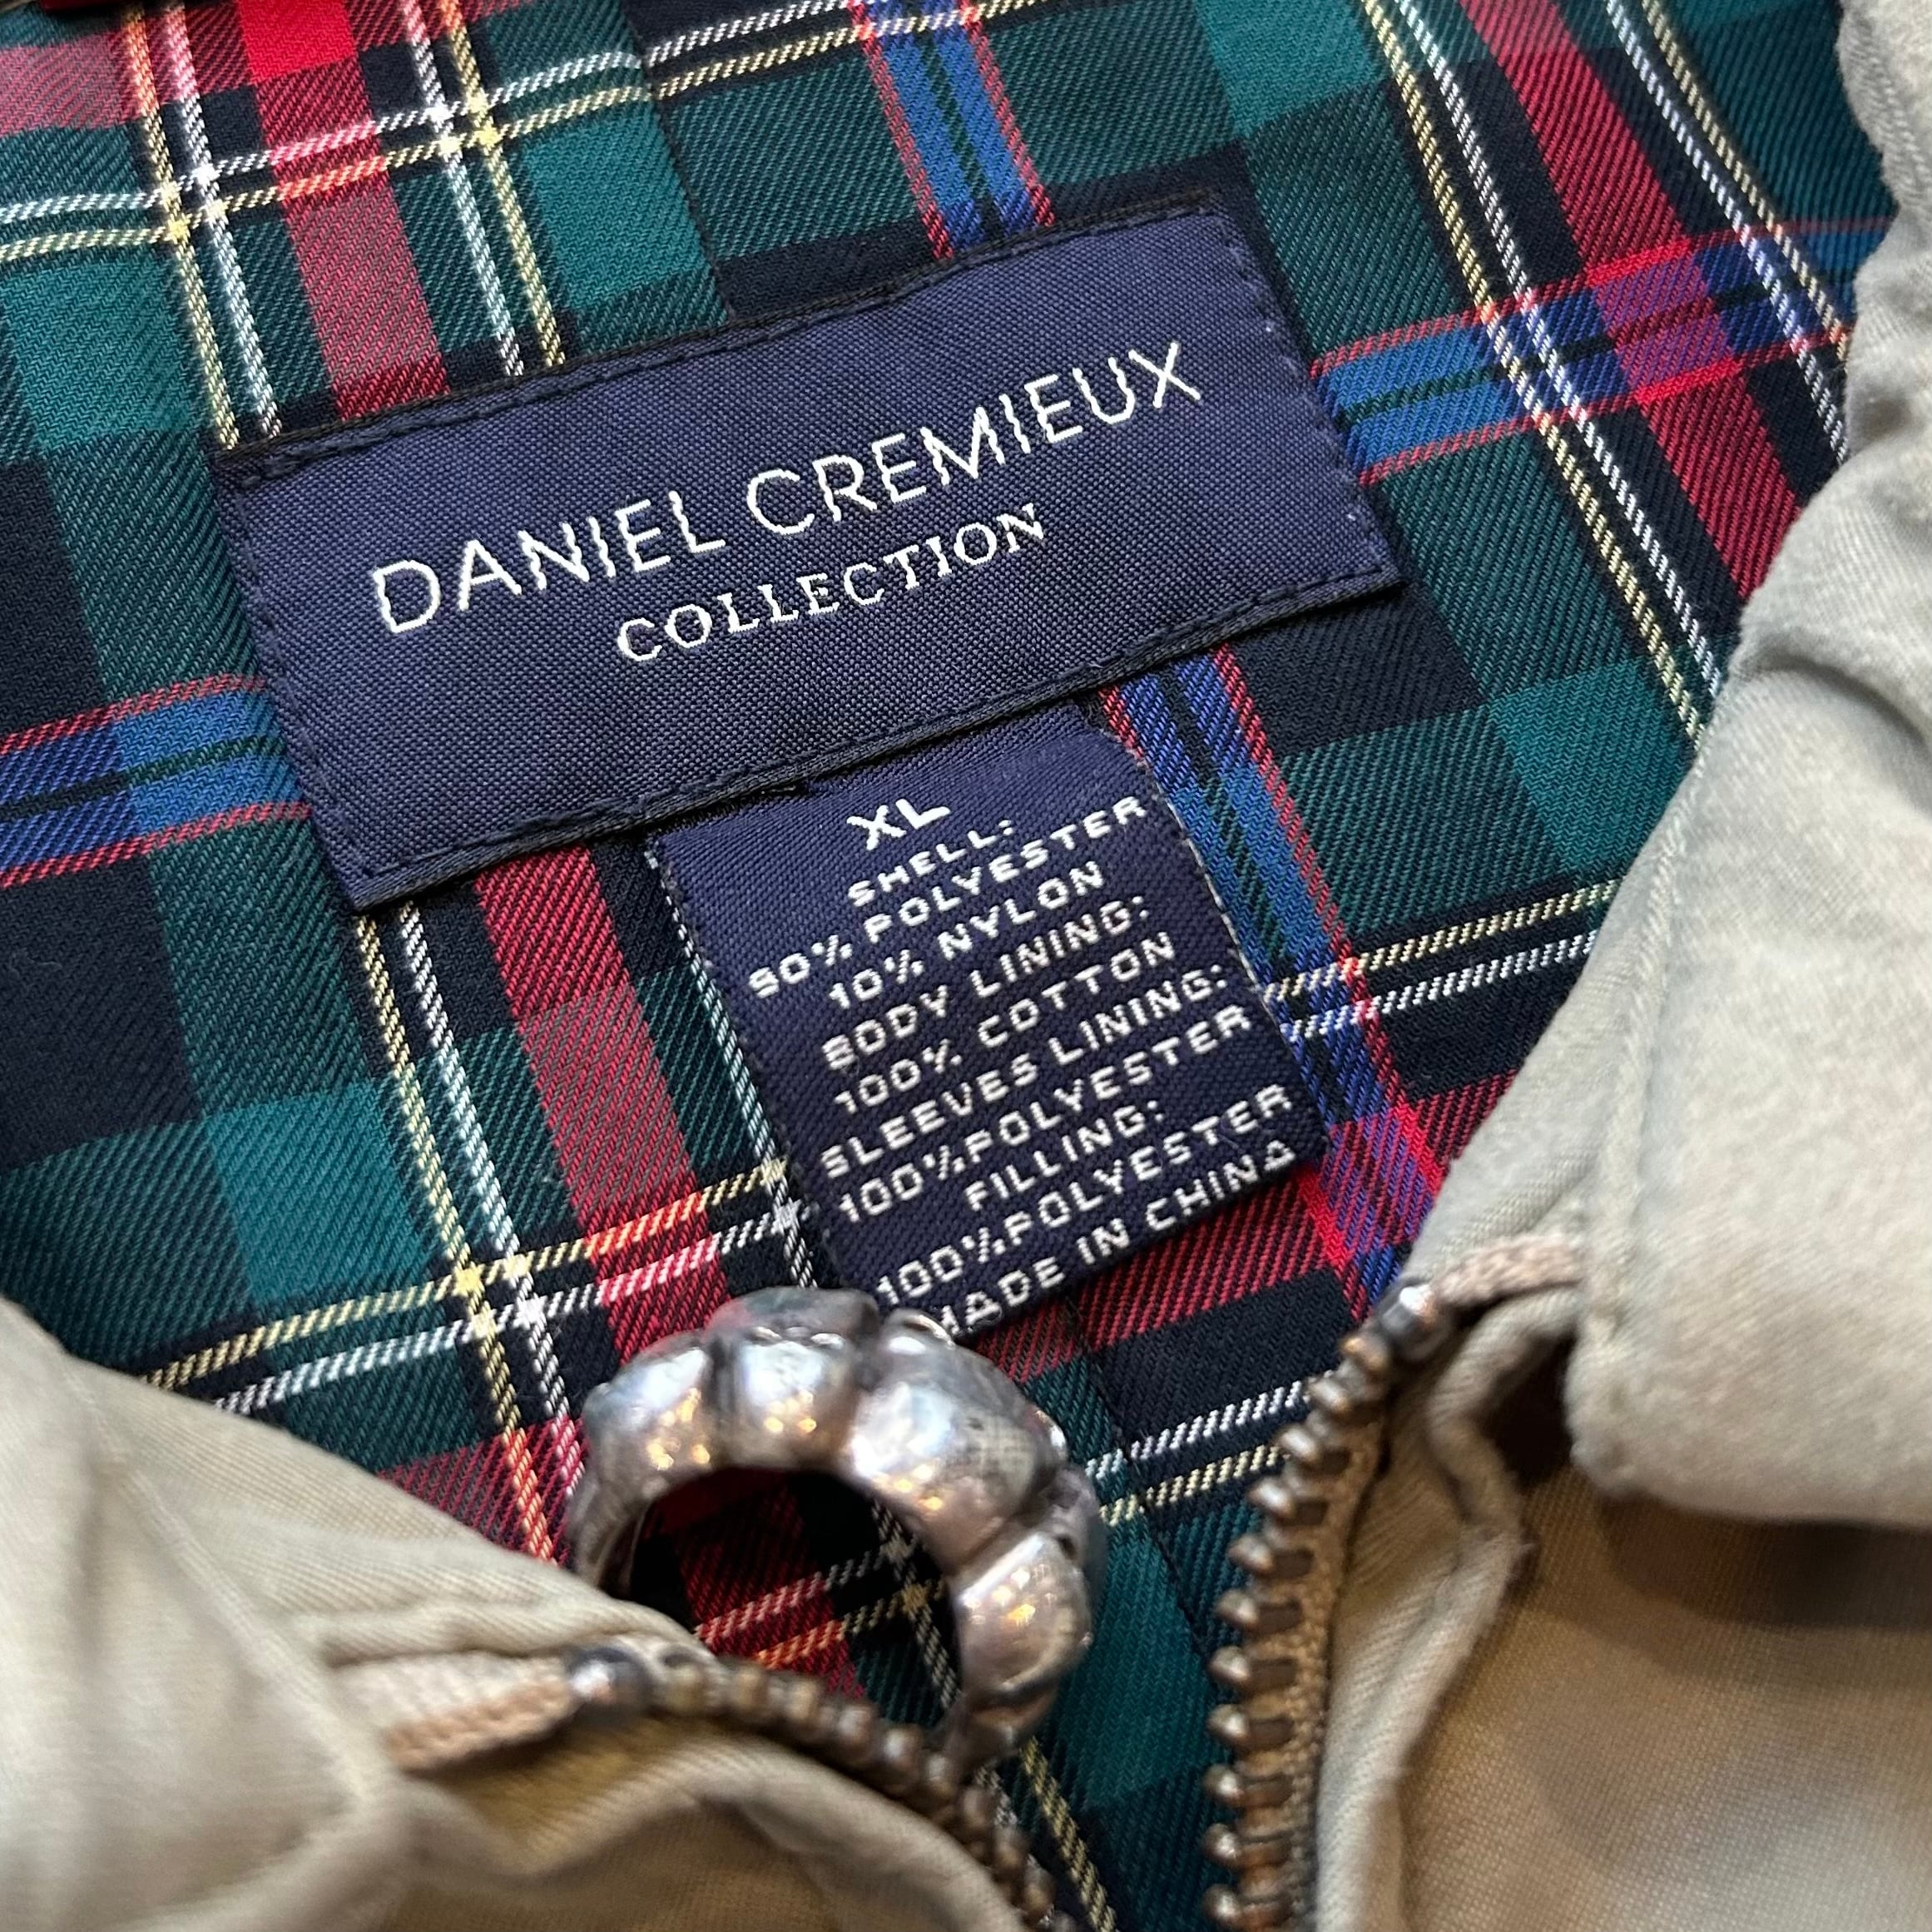 DANIEL CREMIEUX
COLLECTION
XL
SHELL:
90% POLYESTER
10% NYLON
BODY LINING:
100% COTTON
SLEEVES LINING:
100%POLYESTER
FILLING:
100%POLYESTER
MADE IN CHINA